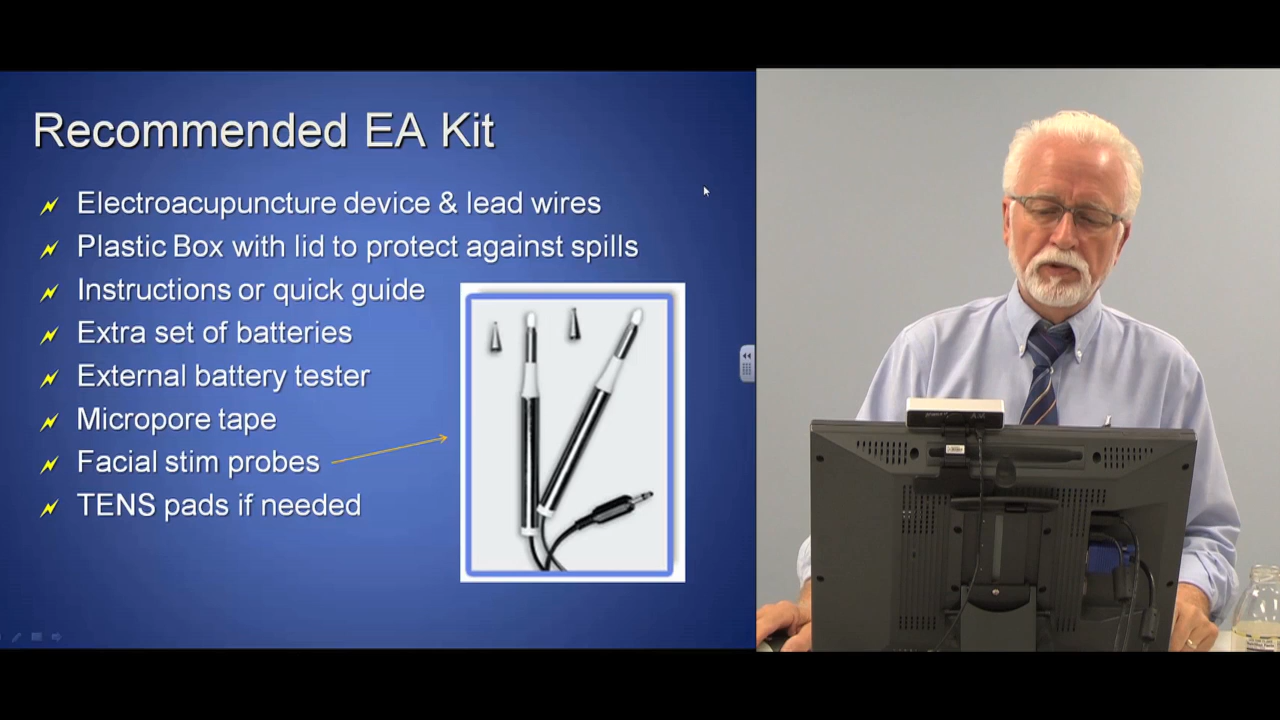 Recommended EA Kit
Electroacupuncture device & lead wires
Plastic Box with lid to protect against spills
Instructions or quick guide
Extra set of batteries
External battery tester
Micropore tape
Facial stim probes
TENS pads if needed